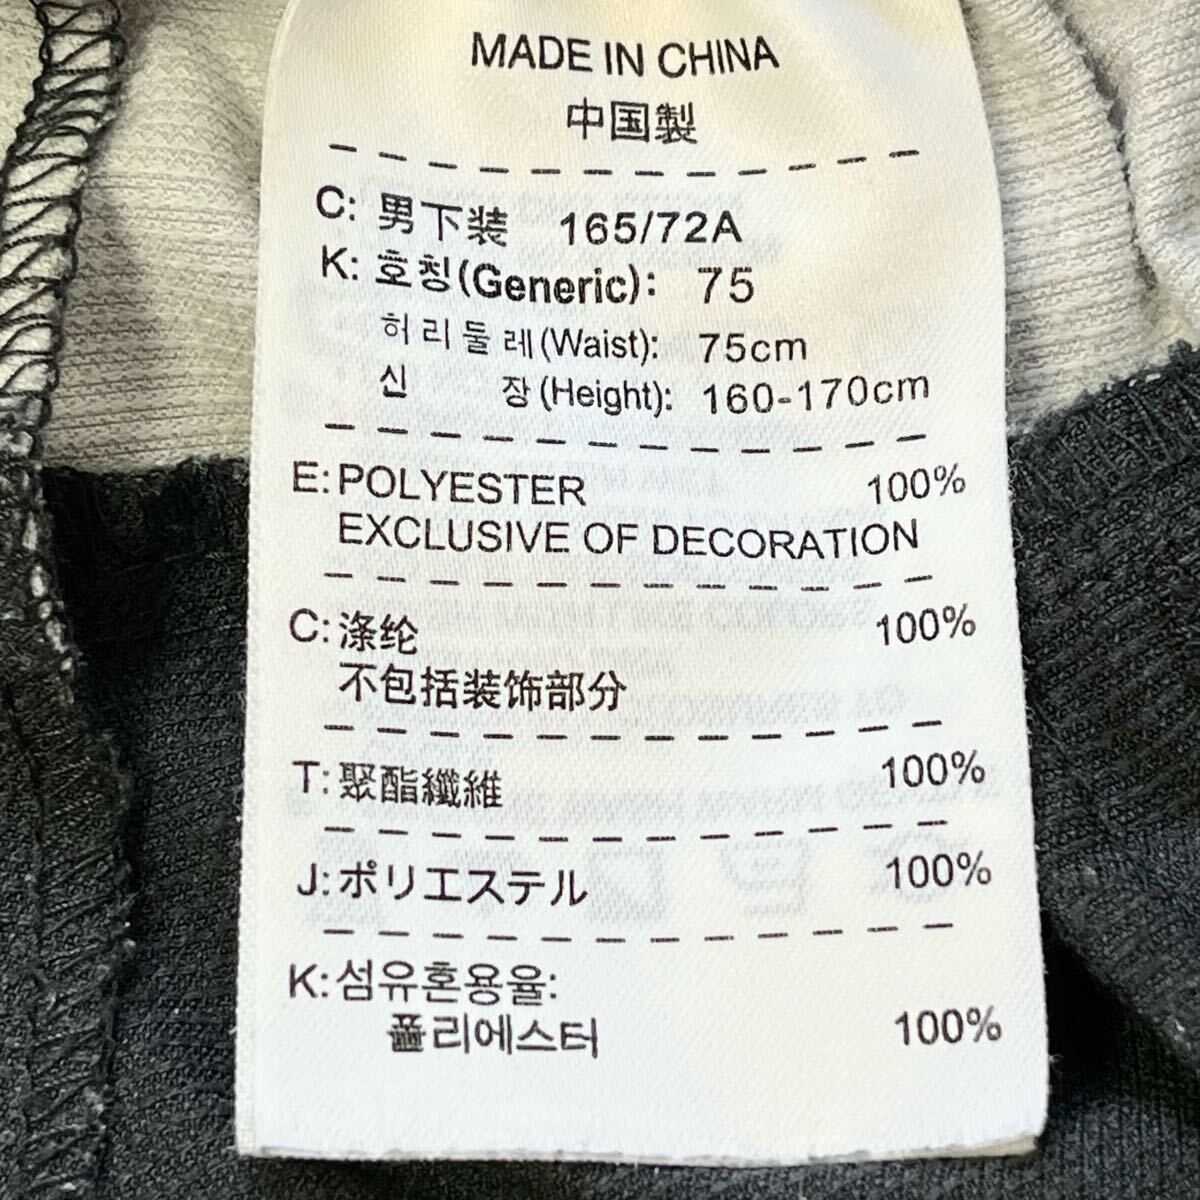 MADE IN CHINA
中国製
C: 男下装 165/72A
K: 호칭(Generic): 75
허리둘레(Waist): 75cm
신 장(Height): 160-170cm
E: POLYESTER 100%
EXCLUSIVE OF DECORATION
C: 涤纶 100%
不包括装饰部分
T: 聚酯纖維 100%
J: ポリエステル 100%
K: 섬유혼용율:
폴리에스터 100%